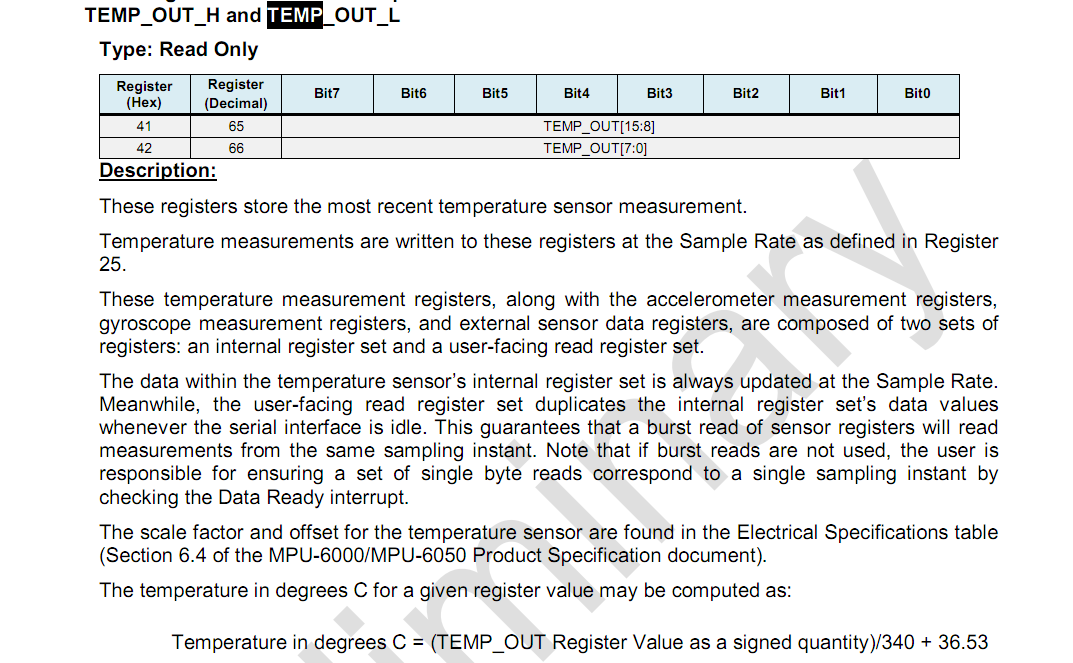 TEMP_OUT_H and TEMP_OUT_L
Type: Read Only
Register (Hex) Register (Decimal) Bit7 Bit6 Bit5 Bit4 Bit3 Bit2 Bit1 Bit0
41 65 TEMP_OUT[15:8]
42 66 TEMP_OUT[7:0]
Description:
These registers store the most recent temperature sensor measurement.
Temperature measurements are written to these registers at the Sample Rate as defined in Register
25.
These temperature measurement registers, along with the accelerometer measurement registers,
gyroscope measurement registers, and external sensor data registers, are composed of two sets of
registers: an internal register set and a user-facing read register set.
The data within the temperature sensor's internal register set is always updated at the Sample Rate.
Meanwhile, the user-facing read register set duplicates the internal register set's data values
whenever the serial interface is idle. This guarantees that a burst read of sensor registers will read
measurements from the same sampling instant. Note that if burst reads are not used, the user is
responsible for ensuring a set of single byte reads correspond to a single sampling instant by
checking the Data Ready interrupt.
The scale factor and offset for the temperature sensor are found in the Electrical Specifications table
(Section 6.4 of the MPU-6000/MPU-6050 Product Specification document).
The temperature in degrees C for a given register value may be computed as:
Temperature in degrees C = (TEMP_OUT Register Value as a signed quantity)/340 + 36.53